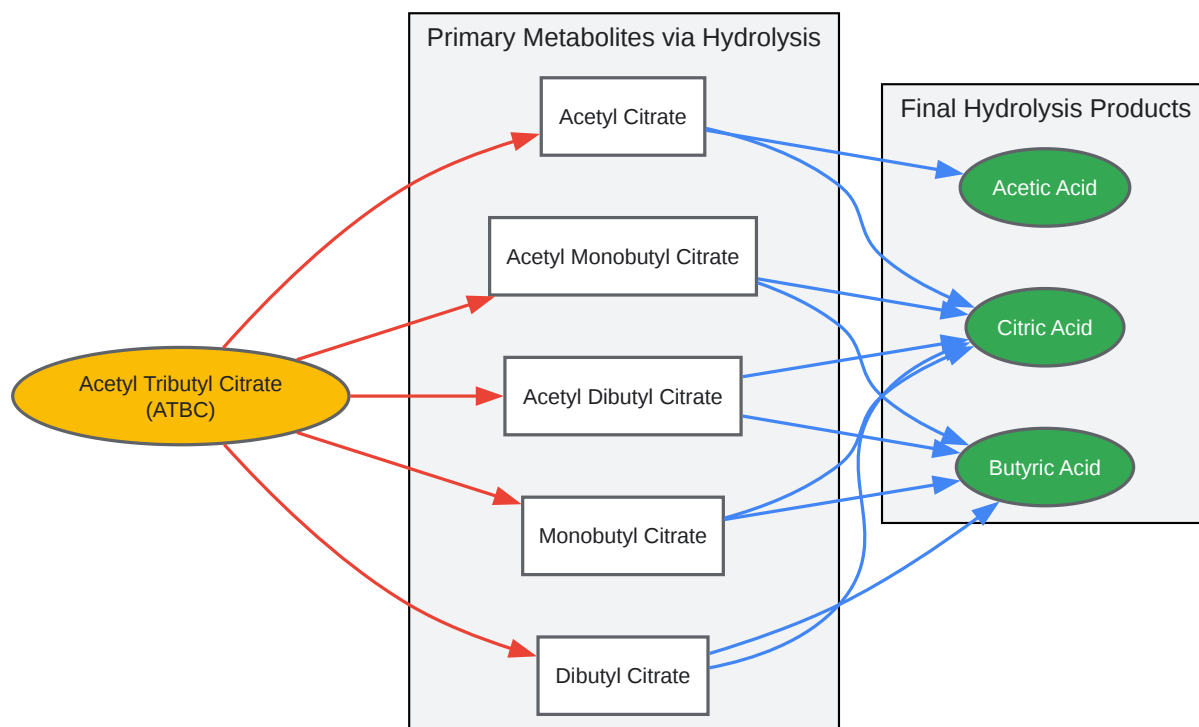 Primary Metabolites via Hydrolysis
Final Hydrolysis Products
Acetyl Tributyl Citrate
(ATBC)
Acetyl Citrate
Acetyl Monobutyl Citrate
Acetyl Dibutyl Citrate
Monobutyl Citrate
Dibutyl Citrate
Acetic Acid
Citric Acid
Butyric Acid